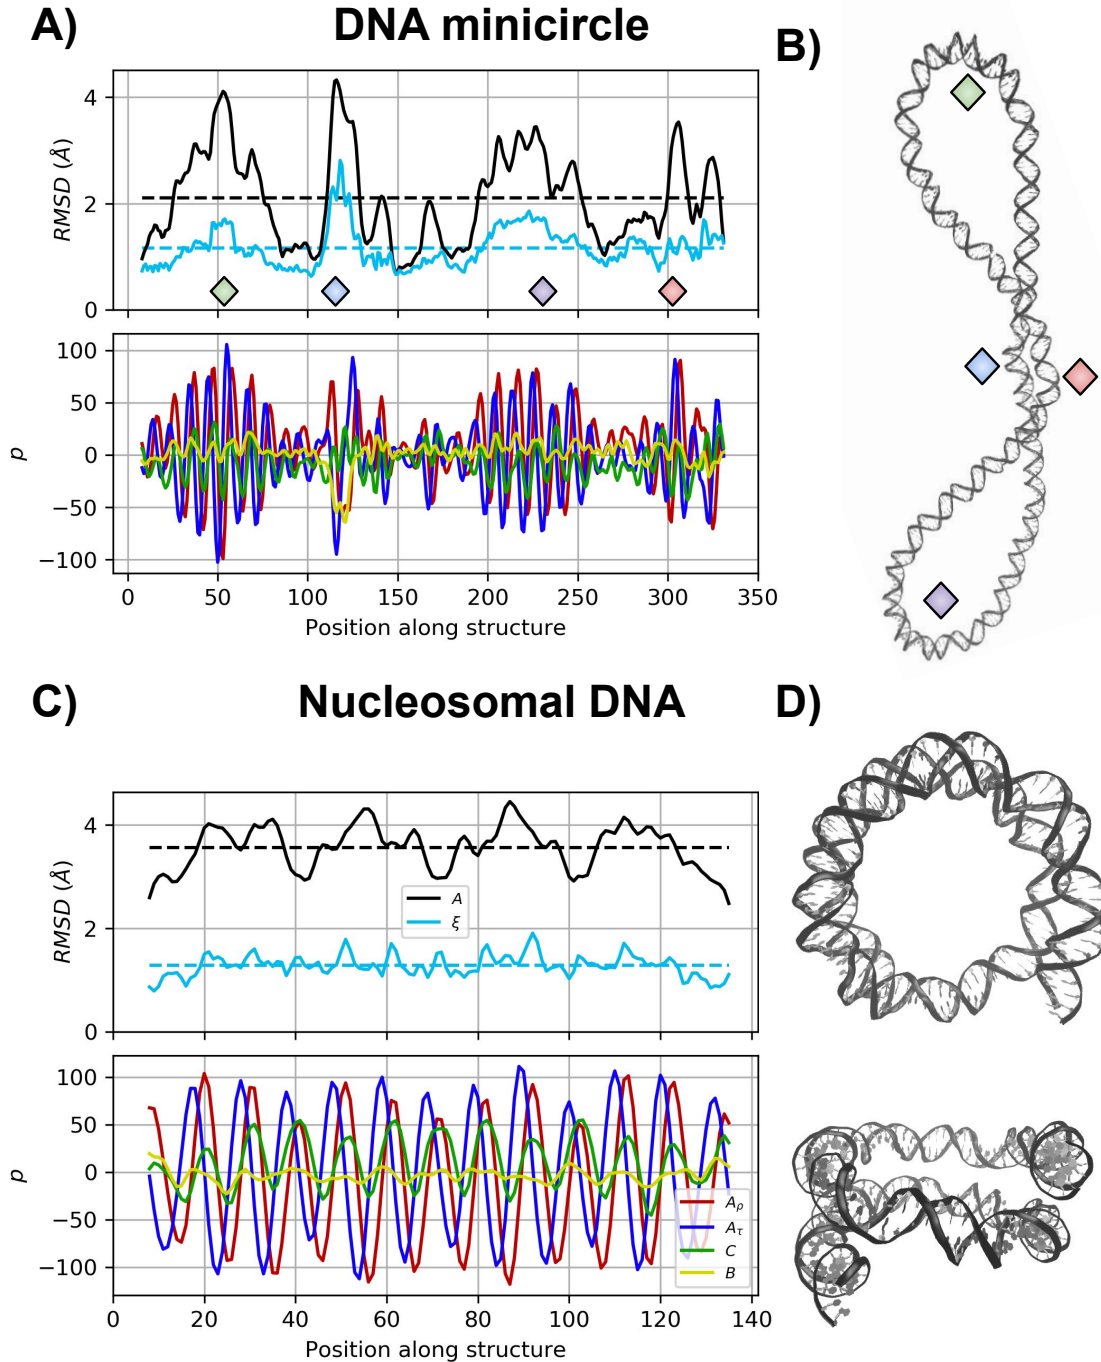 A)
DNA minicircle
B)
4
2
0
RMSD (Å)
100
50
0
−50
−100
p
0 50 100 150 200 250 300 350
Position along structure
C)
Nucleosomal DNA
D)
4
2
0
RMSD (Å)
A
ξ
100
50
0
−50
−100
p
Aρ
Aτ
C
B
0 20 40 60 80 100 120 140
Position along structure